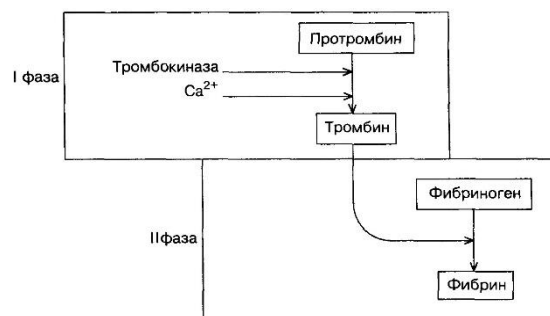 Протромбин
Тромбокиназа
I фаза
Ca²⁺
Тромбин
Фибриноген
IIфаза
Фибрин